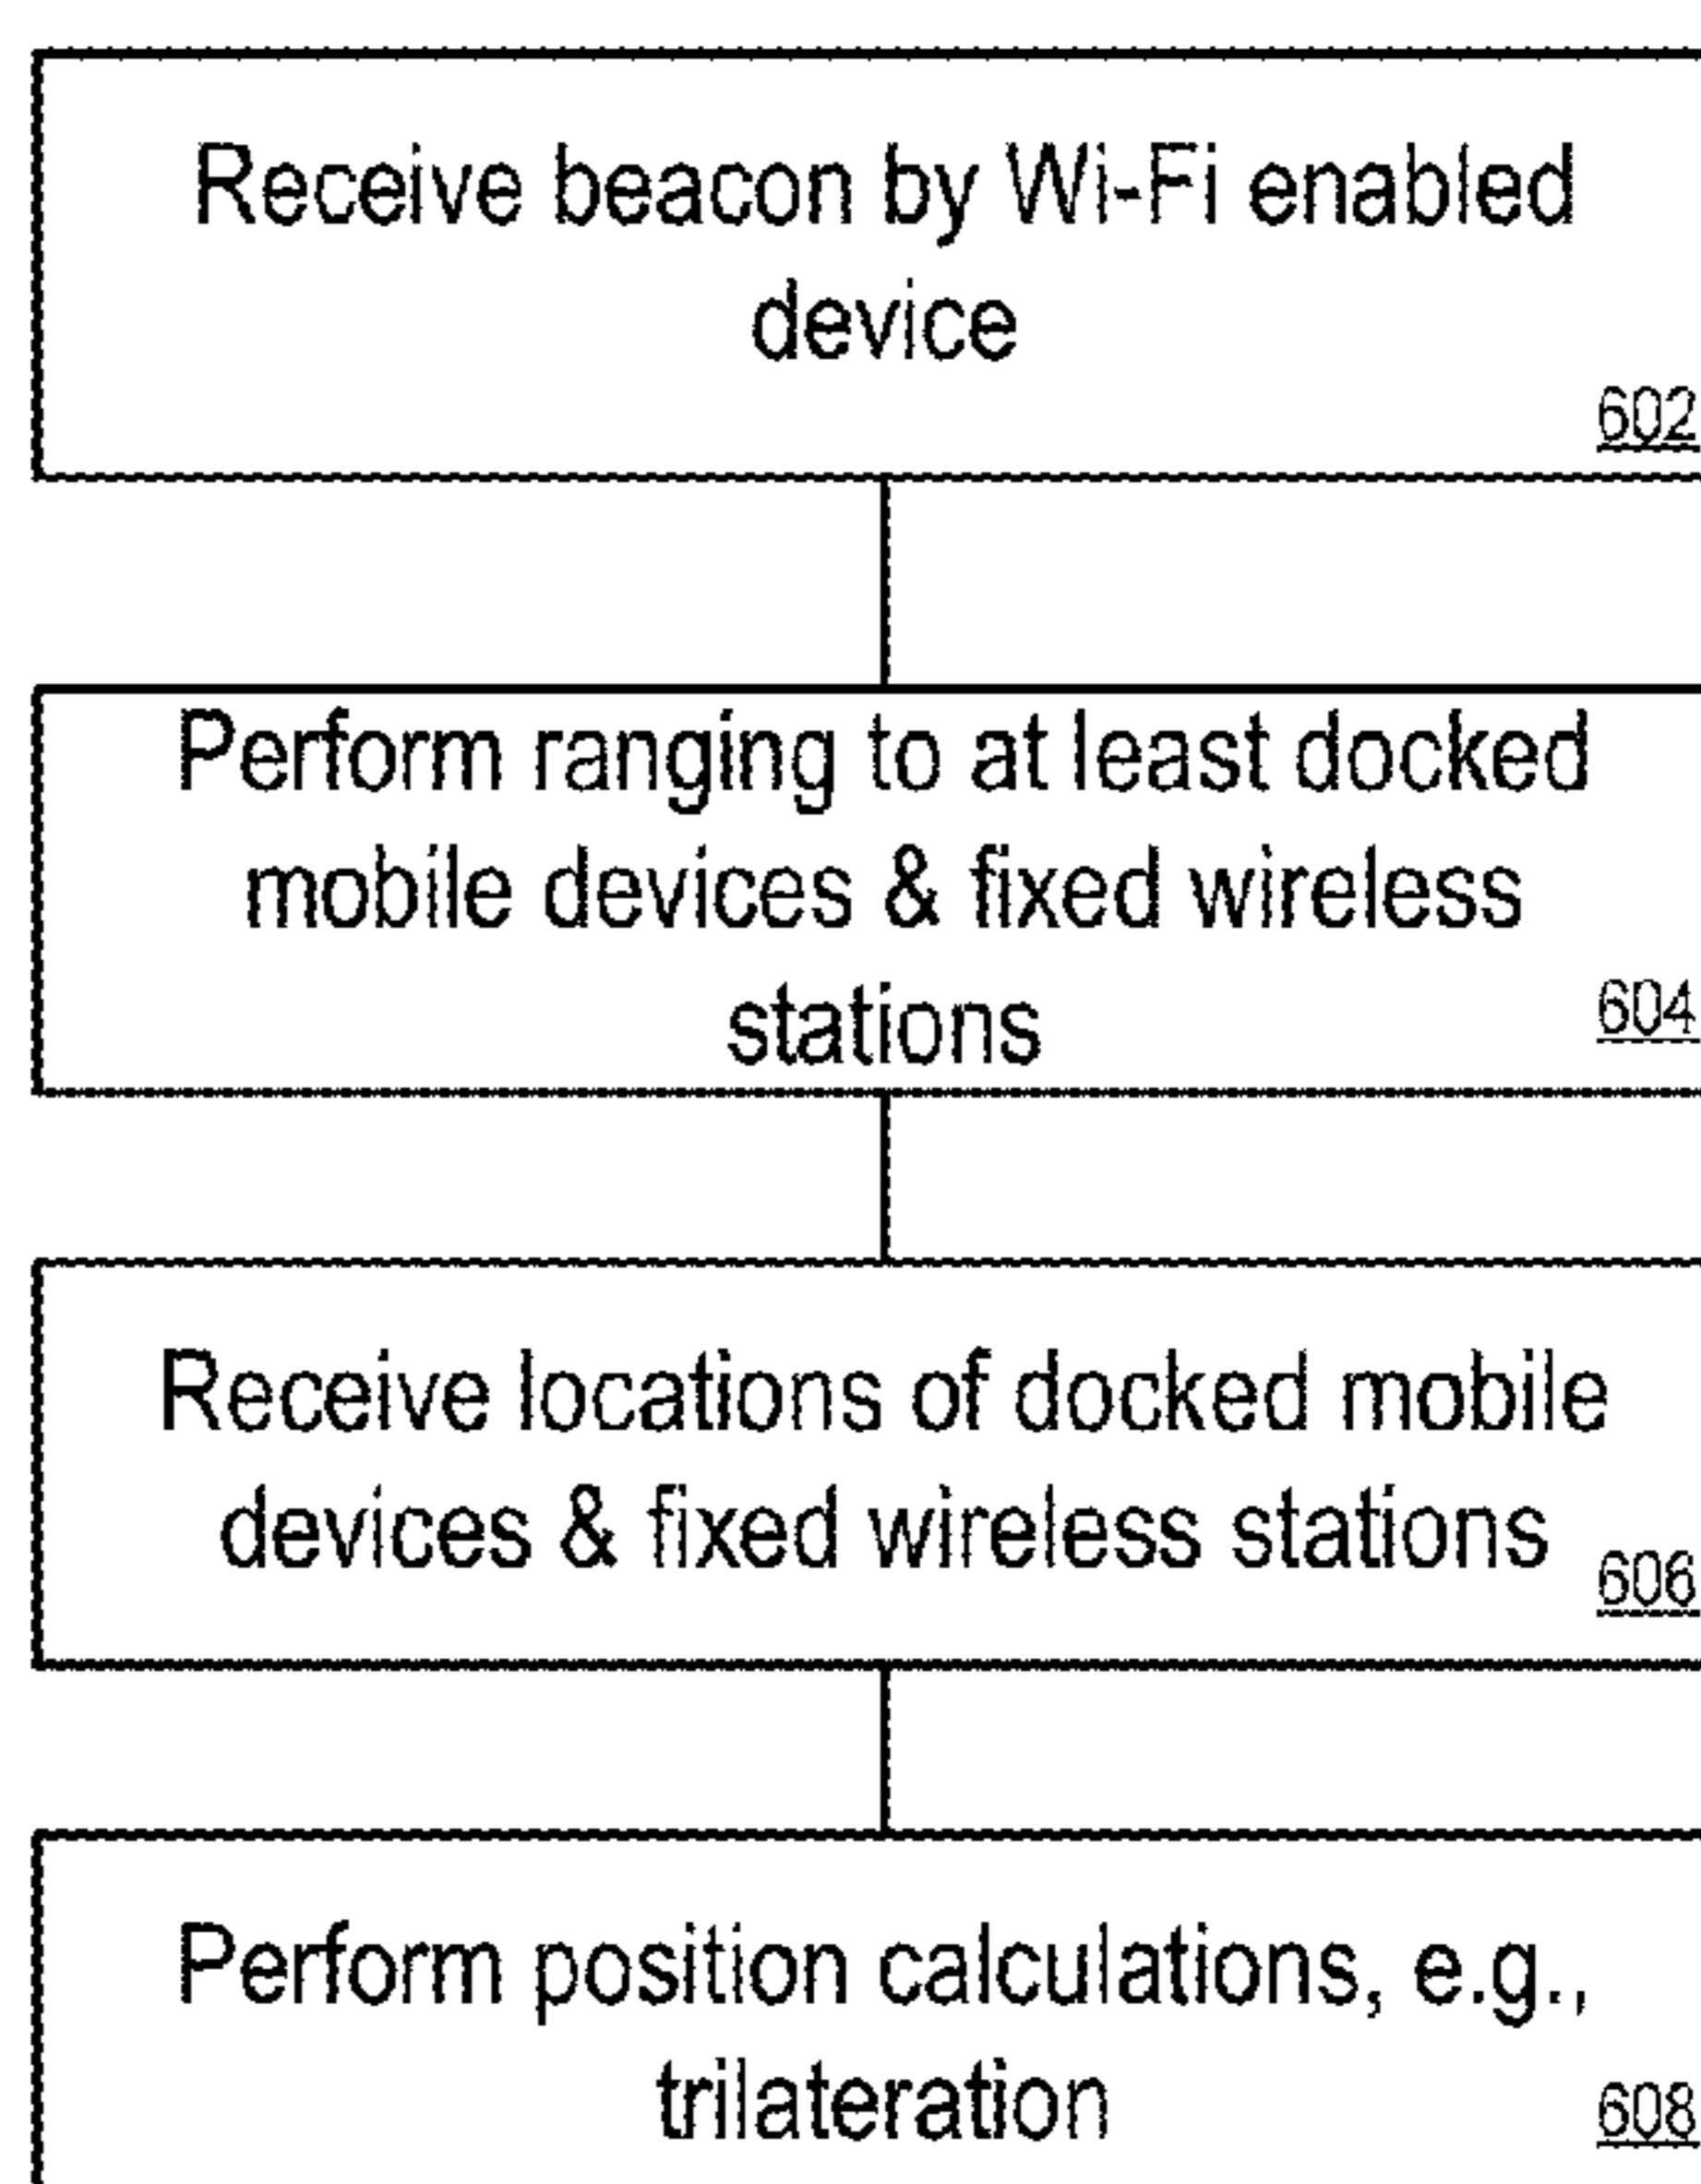 Receive beacon by Wi-Fi enabled
device
602
Perform ranging to at least docked
mobile devices & fixed wireless
stations
604
Receive locations of docked mobile
devices & fixed wireless stations
606
Perform position calculations, e.g.,
trilateration
608